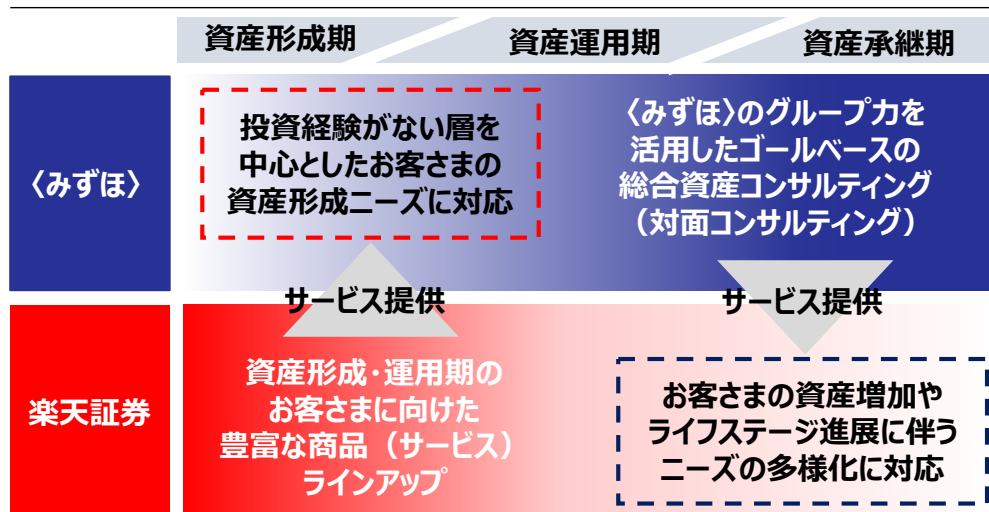 資産形成期
資産運用期
資産承継期
〈みずほ〉
投資経験がない層を
中心としたお客さまの
資産形成ニーズに対応
〈みずほ〉のグループ力を
活用したゴールベースの
総合資産コンサルティング
（対面コンサルティング）
サービス提供
サービス提供
楽天証券
資産形成・運用期の
お客さまに向けた
豊富な商品（サービス）
ラインアップ
お客さまの資産増加や
ライフステージ進展に伴う
ニーズの多様化に対応